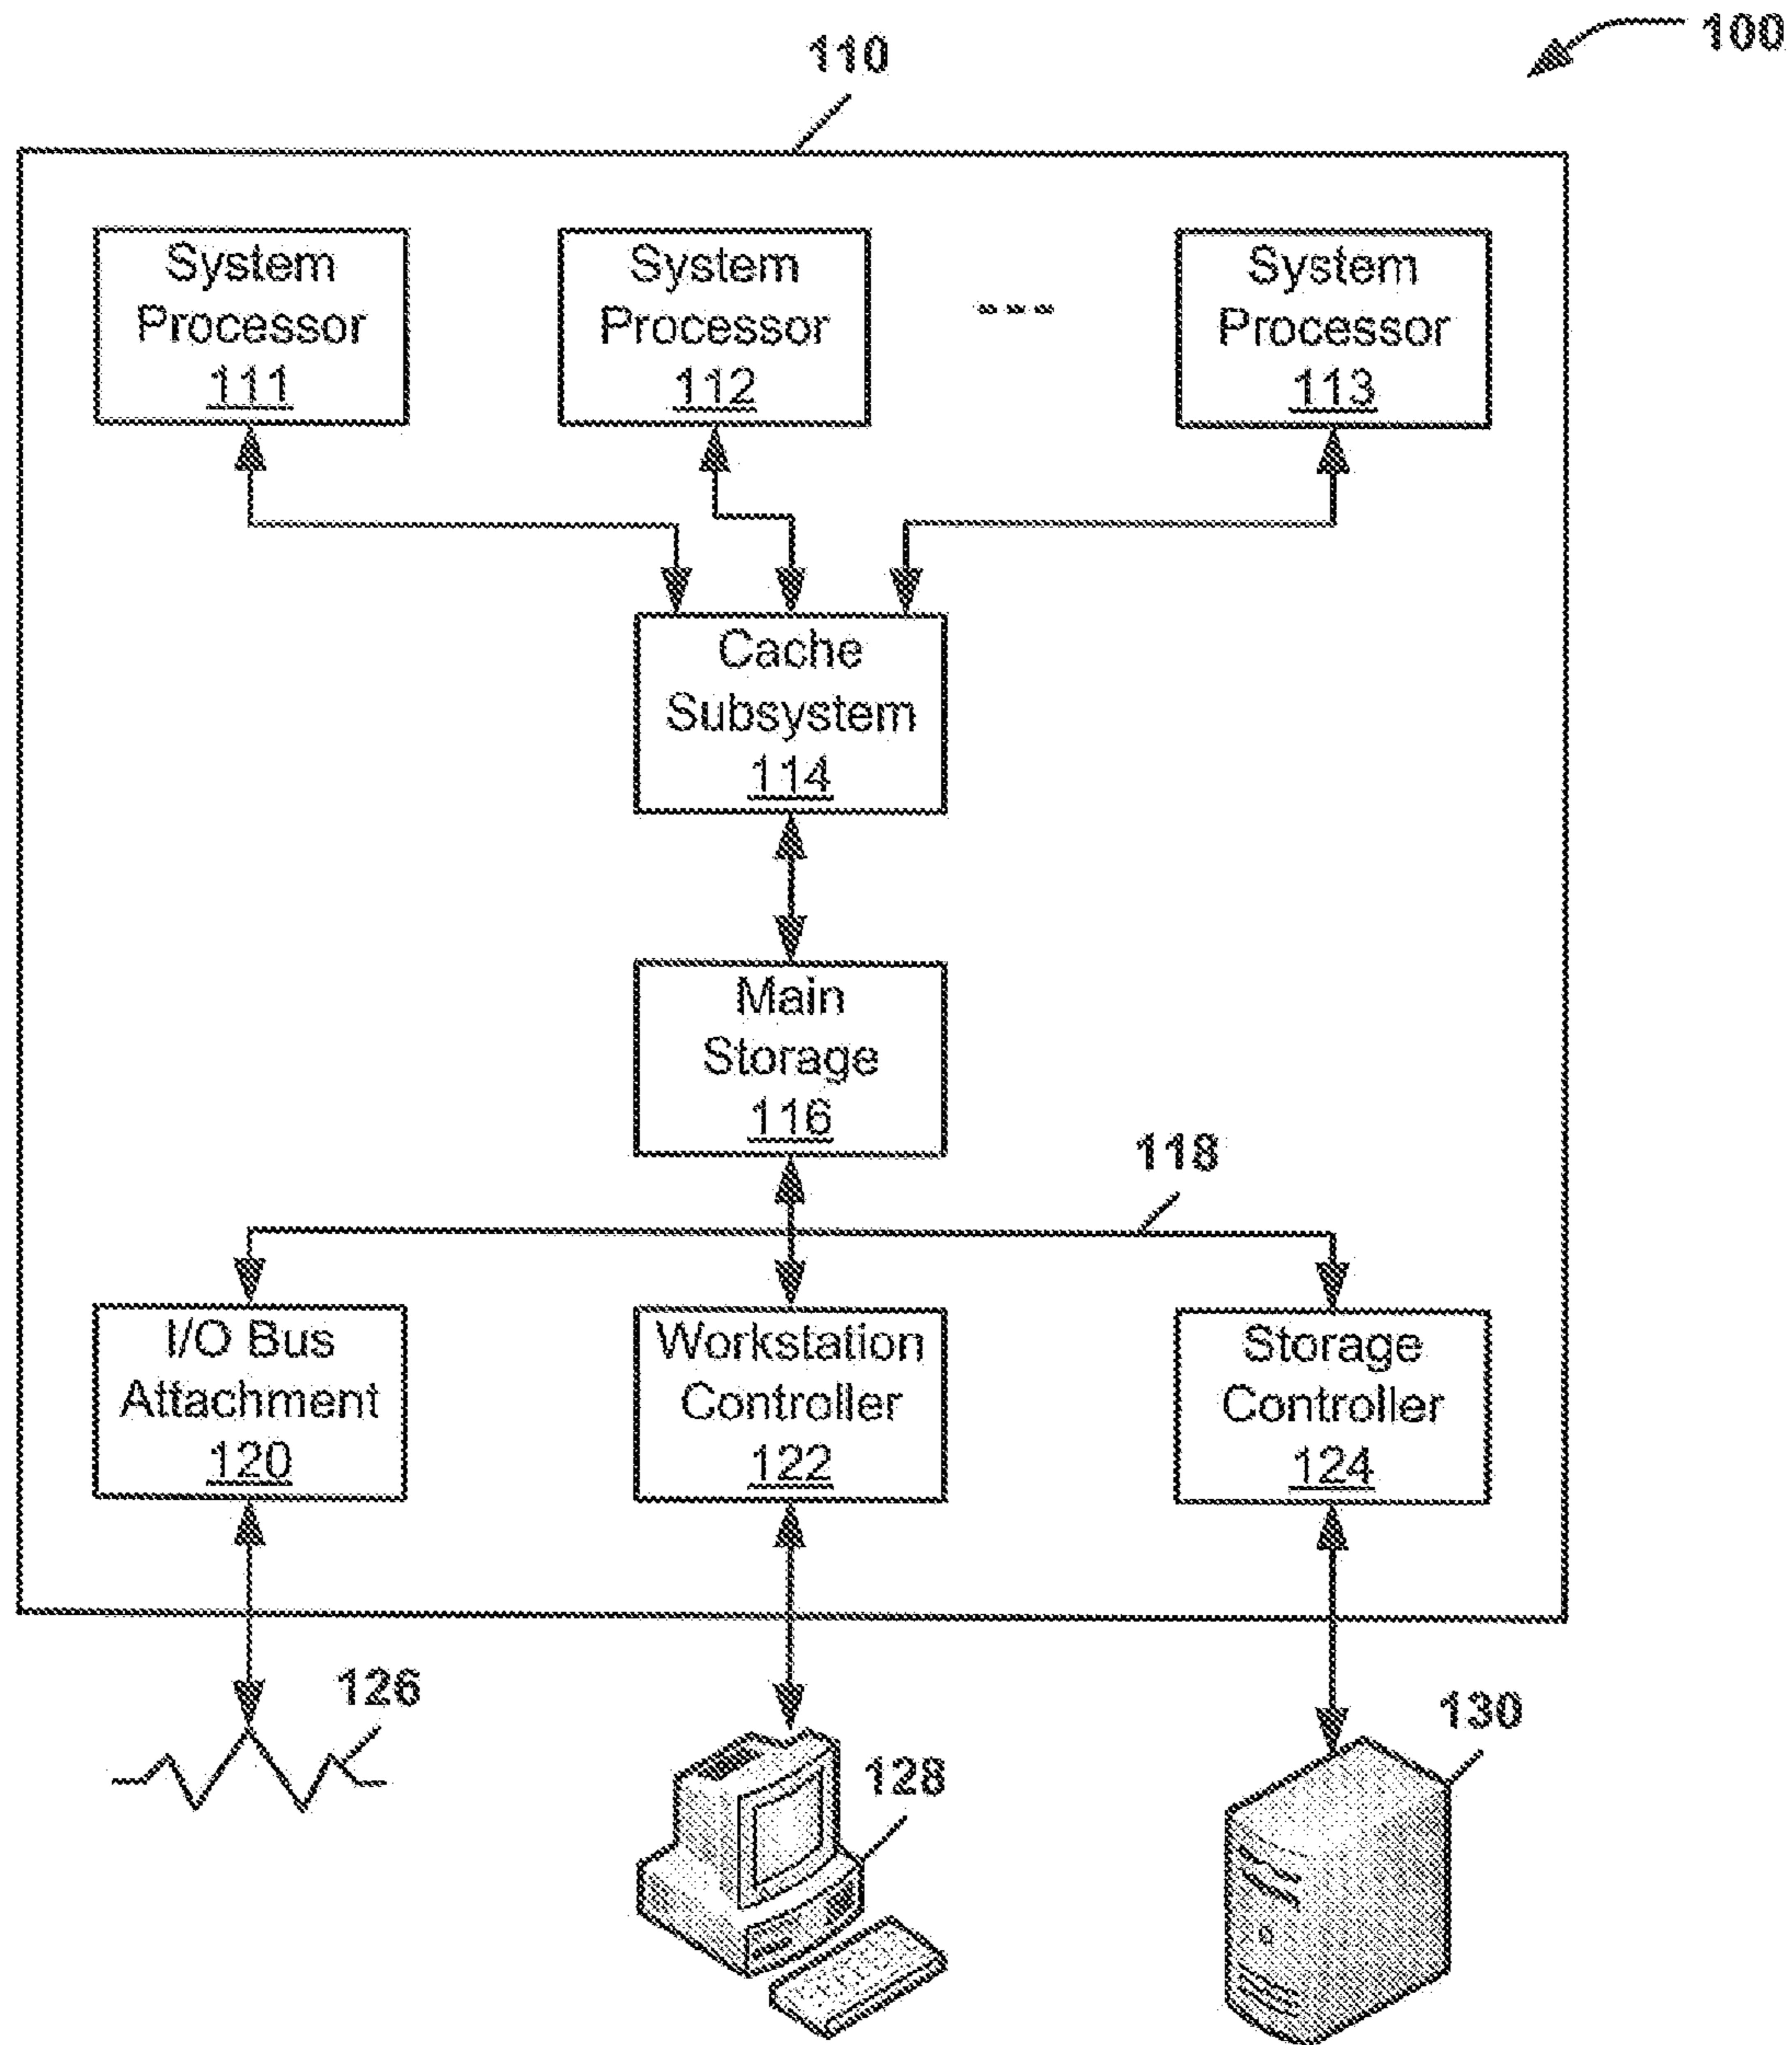 100
110
System
Processor
111
System
Processor
112
---
System
Processor
113
Cache
Subsystem
114
Main
Storage
116
118
I/O Bus
Attachment
120
Workstation
Controller
122
Storage
Controller
124
126
128
130